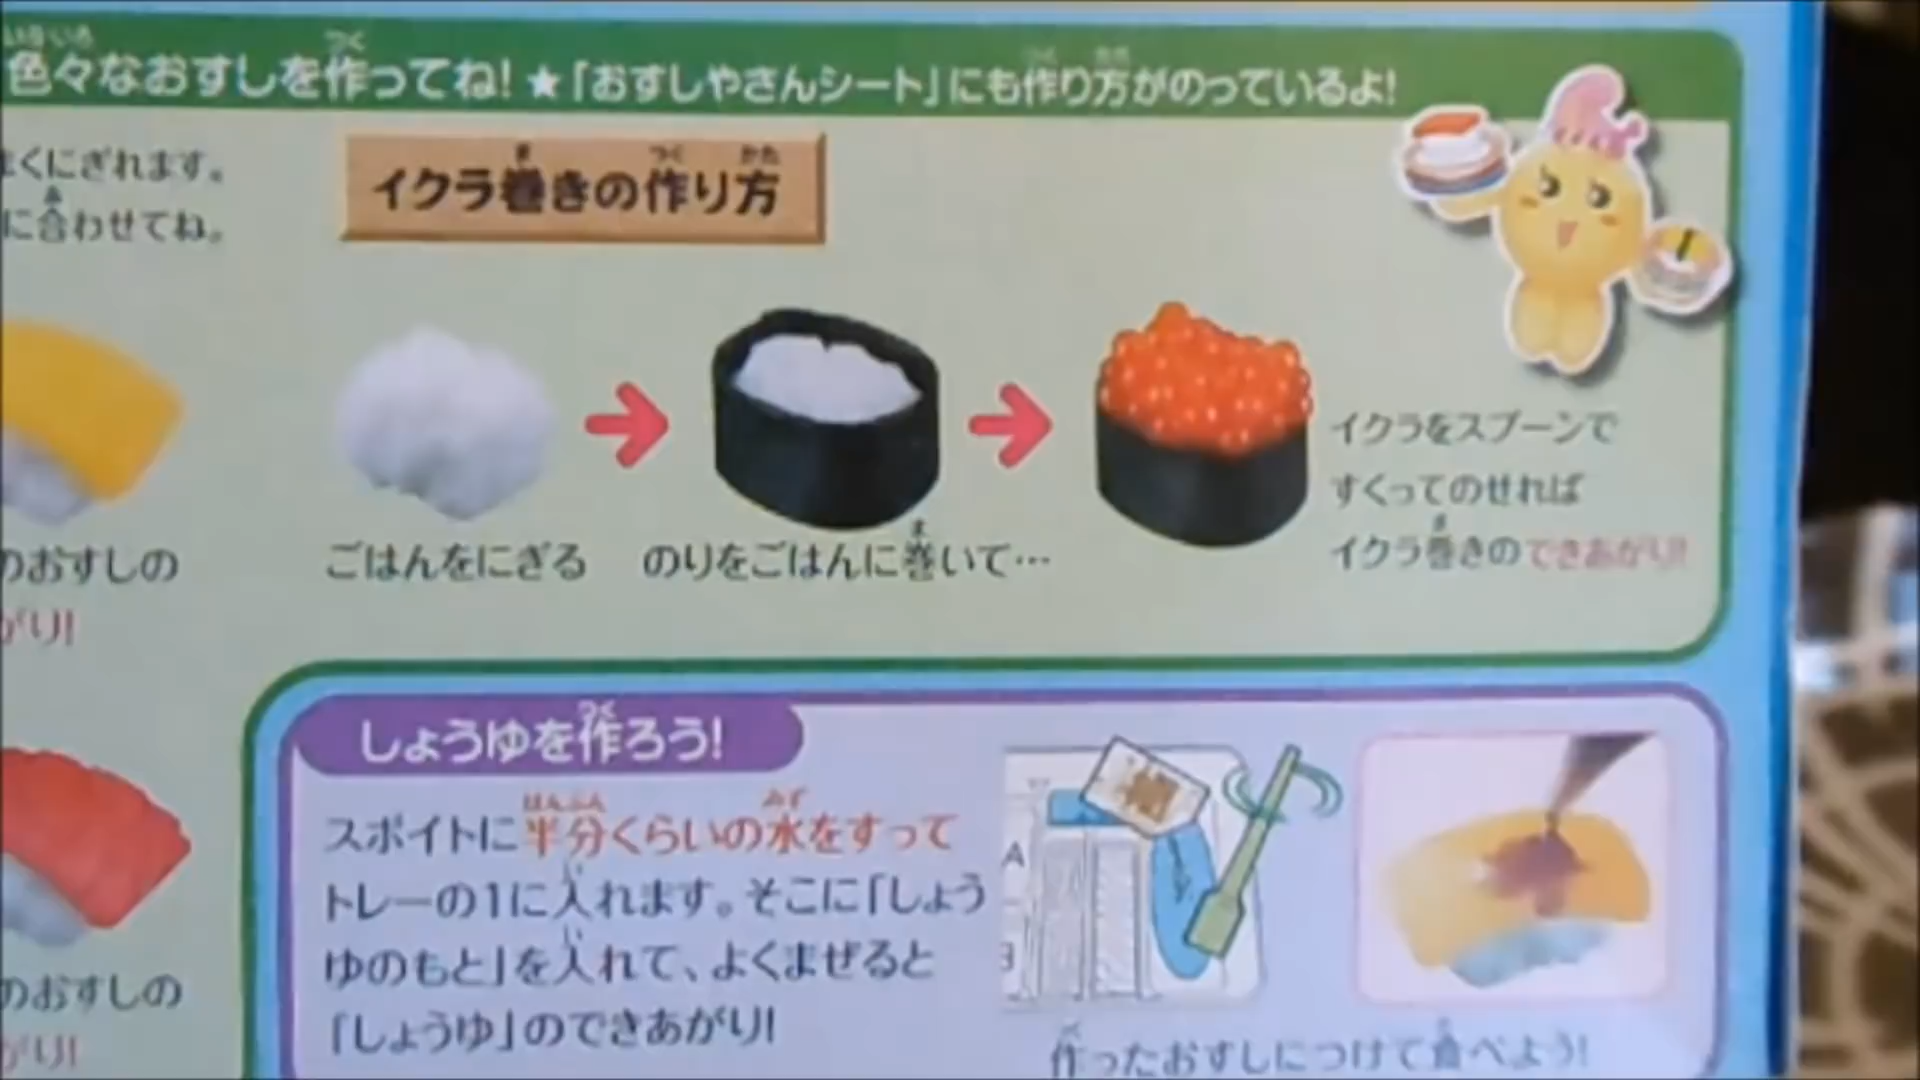 色々なおすしを作ってね!★「おすしやさんシート」にも作り方がのっているよ!
くにぎれます。
に合わせてね。
イクラ巻きの作り方
ごはんをにぎる
のりをごはんに巻いて…
イクラをスプーンで
すくってのせれば
イクラ巻きのできあがり!
のおすしの
がり!
しょうゆを作ろう!
スポイトに半分くらいの水をすって
トレーの1に入れます。そこに「しょう
ゆのもと」を入れて、よくまぜると
「しょうゆ」のできあがり!
A
作ったおすしにつけて食べよう!
のおすしの
がり!